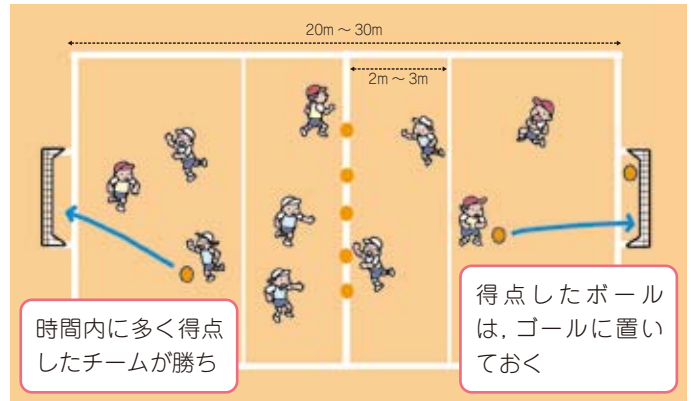 20m～30m
2m～3m
時間内に多く得点
したチームが勝ち
得点したボール
は，ゴールに置い
ておく